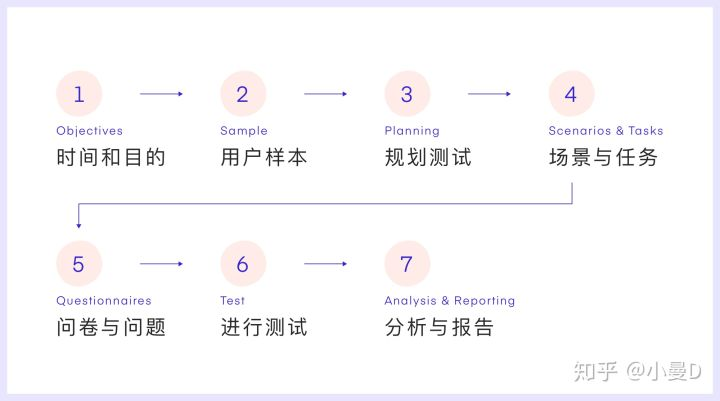 1
Objectives
时间和目的
2
Sample
用户样本
3
Planning
规划测试
4
Scenarios & Tasks
场景与任务
5
Questionnaires
问卷与问题
6
Test
进行测试
7
Analysis & Reporting
分析与报告
知乎 @小曼D